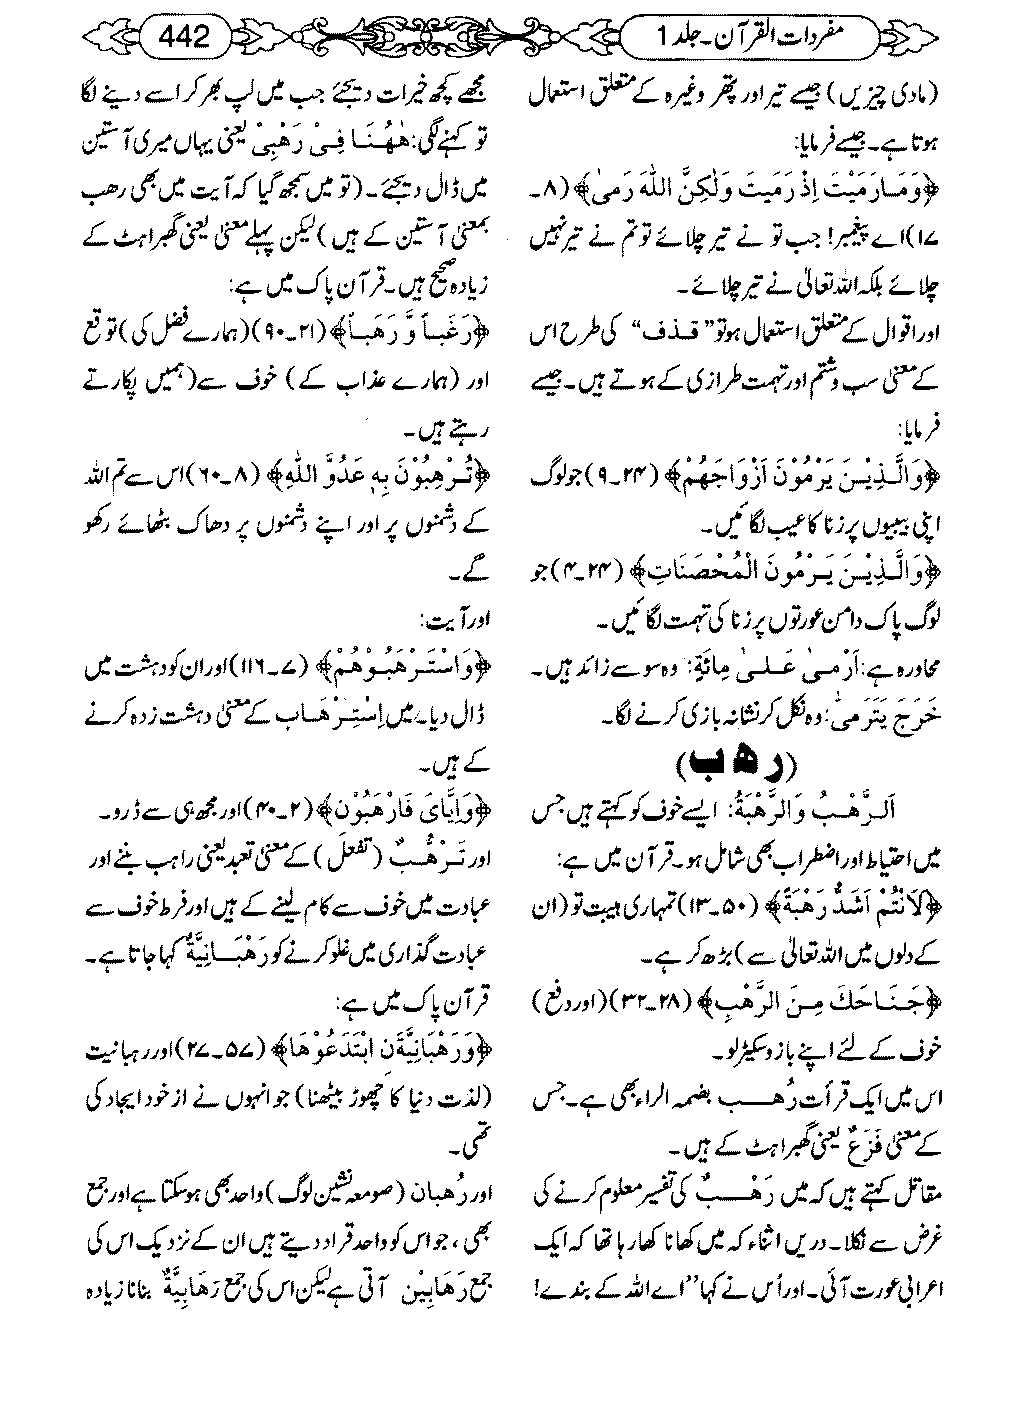 مفردات القرآن۔جلد 1
442
(مادی چیزیں) جیسے تیر اور پتھر وغیرہ کے متعلق استعمال
ہوتا ہے۔ جیسے فرمایا:
﴿وَمَا رَمَيْتَ اِذْ رَمَيتَ وَلٰكِنَّ اللّٰهَ رَمىٰ﴾ (۸۔
۱۷) اے پیغمبر! جب تو نے تیر چلائے تو تم نے تیر نہیں
چلائے بلکہ اللہ تعالیٰ نے تیر چلائے۔
اور اقوال کے متعلق استعمال ہو تو ”قذف“ کی طرح اس
کے معنی سب و شتم اور تہمت طرازی کے ہوتے ہیں۔ جیسے
فرمایا:
﴿وَالَّذِيْنَ يَرْمُوْنَ اَزْوَاجَهُمْ﴾ (۲۴۔۹) جو لوگ
اپنی بیبیوں پر زنا کا عیب لگائیں۔
﴿وَالَّذِيْنَ يَرْمُونَ الْمُحْصَنَاتِ﴾ (۲۴۔۴) جو
لوگ پاک دامن عورتوں پر زنا کی تہمت لگائیں۔
محاورہ ہے: اَرْمىٰ عَلىٰ مِائَةٍ: وہ سو سے زائد ہیں۔
خَرَجَ يَتَرَمىّٰ: وہ نکل کر نشانہ بازی کرنے لگا۔
(رهب)
اَلرَّهْبُ وَالرَّهْبَةُ: ایسے خوف کو کہتے ہیں جس
میں احتیاط اور اضطراب بھی شامل ہو۔ قرآن میں ہے:
﴿لَاَنْتُمْ اَشَدُّ رَهْبَةً﴾ (۵۰۔۱۳) تمہاری ہیبت تو (ان
کے دلوں میں اللہ تعالیٰ سے) بڑھ کر ہے۔
﴿جَنَاحَكَ مِنَ الرَّهْبِ﴾ (۲۸۔۳۲) (اور دفع)
خوف کے لئے اپنے بازو سکیڑ لو۔
اس میں ایک قرأت رُهب بضمہ الراء بھی ہے۔ جس
کے معنی فَزَعٌ یعنی گھبراہٹ کے ہیں۔
مقاتل کہتے ہیں کہ میں رَهْبٌ کی تفسیر معلوم کرنے کی
غرض سے نکلا۔ دریں اثناء کہ میں کھانا کھا رہا تھا کہ ایک
اعرابی عورت آئی۔ اور اُس نے کہا ”اے اللہ کے بندے!
مجھے کچھ خیرات دیجئے جب میں لپ بھر کر اسے دینے لگا
تو کہنے لگی: هٰهُنَا فِىْ رَهْبِىْ یعنی یہاں میری آستین
میں ڈال دیجئے۔ (تو میں سمجھ گیا کہ آیت میں بھی رهب
بمعنی آستین کے ہیں) لیکن پہلے معنی یعنی گھبراہٹ کے
زیادہ صحیح ہیں۔ قرآن پاک میں ہے:
﴿رَغَباً وَّ رَهَباً﴾ (۲۱۔۹۰) (ہمارے فضل کی) توقع
اور (ہمارے عذاب کے) خوف سے (ہمیں پکارتے
رہتے ہیں۔
﴿تُرْهِبُوْنَ بِهٖ عَدُوَّ اللّٰهِ﴾ (۸۔۶۰) اس سے تم اللہ
کے دشمنوں پر اور اپنے دشمنوں پر دھاک بٹھائے رکھو
گے۔
اور آیت:
﴿وَاسْتَرْهَبُوْهُمْ﴾ (۷۔۱۱۶) اور ان کو دہشت میں
ڈال دیا۔ میں اِسْتِرْهَاب کے معنی دہشت زدہ کرنے
کے ہیں۔
﴿وَاِيَّاىَ فَارْهَبُوْنِ﴾ (۲۔۴۰) اور مجھ ہی سے ڈرو۔
اور تَرَهُّبٌ (تفعل) کے معنی تعبد یعنی راہب بننے اور
عبادت میں خوف سے کام لینے کے ہیں اور فرط خوف سے
عبادت گذاری میں غلو کرنے کو رَهْبَانِيَّةٌ کہا جاتا ہے۔
قرآن پاک میں ہے:
﴿وَرَهْبَانِيَّةَنِ ابْتَدَعُوْهَا﴾ (۵۷۔۲۷) اور رہبانیت
(لذت دنیا کا چھوڑ بیٹھنا) جو انہوں نے از خود ایجاد کی
تھی۔
اور رُهبان (صومعہ نشین لوگ) واحد بھی ہو سکتا ہے اور جمع
بھی، جو اس کو واحد قرار دیتے ہیں ان کے نزدیک اس کی
جمع رَهَابِيْن آتی ہے لیکن اس کی جمع رَهَابِيَّةٌ بنانا زیادہ